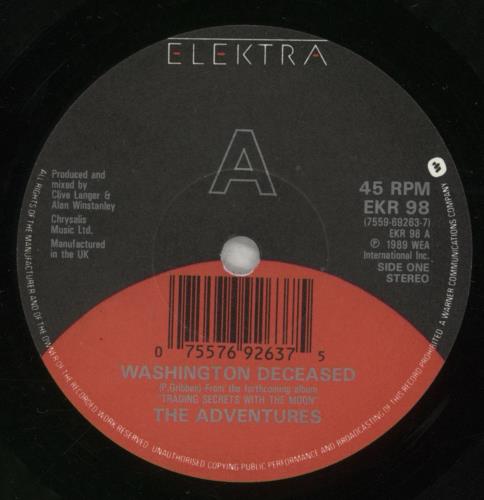 ELEKTRA
A
Produced and
mixed by
Clive Langer &
Alan Winstanley
Chrysalis
Music Ltd.
Manufactured
in the UK
45 RPM
EKR 98
(7559-69263-7)
EKR 98 A
℗ 1989 WEA
International Inc.
SIDE ONE
STEREO
0 75576 92637 5
WASHINGTON DECEASED
(P.Gribben)-From the forthcoming album
"TRADING SECRETS WITH THE MOON"
THE ADVENTURES
ALL RIGHTS OF THE MANUFACTURER AND OF THE OWNER OF THE RECORDED WORK RESERVED. UNAUTHORISED COPYING PUBLIC PERFORMANCE AND BROADCASTING OF THIS RECORD PROHIBITED. A WARNER COMMUNICATIONS COMPANY